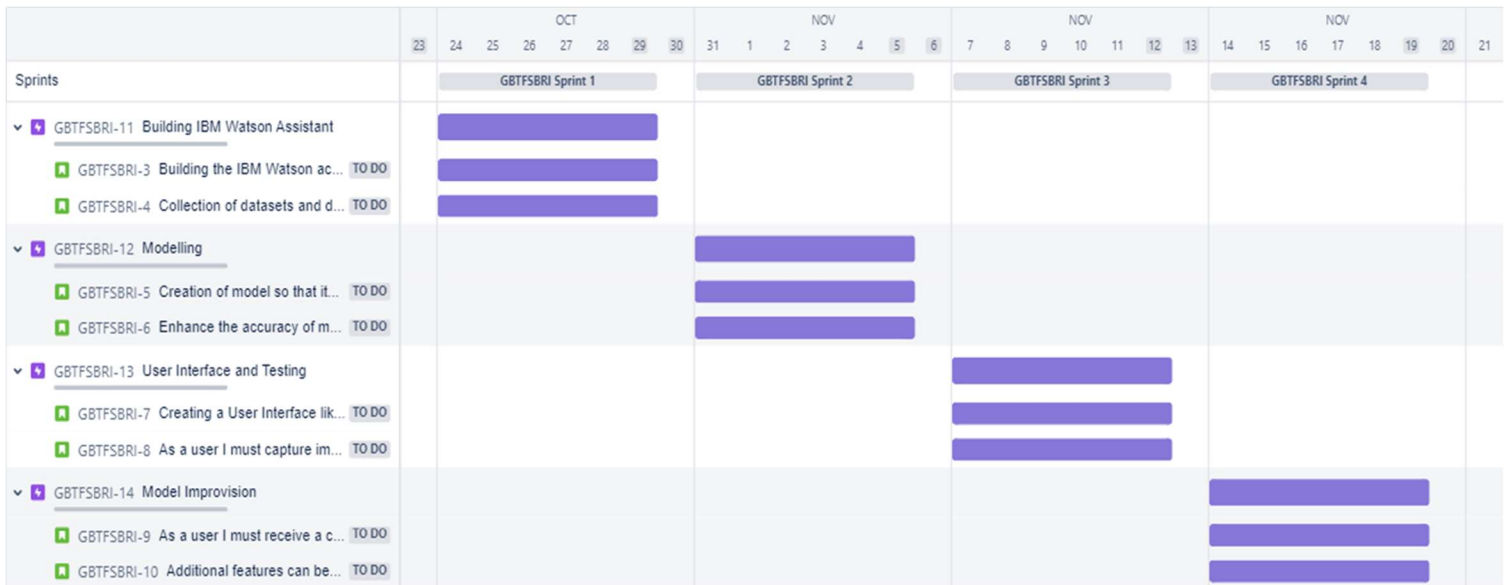 OCT NOV NOV NOV
23 24 25 26 27 28 29 30 31 1 2 3 4 5 6 7 8 9 10 11 12 13 14 15 16 17 18 19 20 21
Sprints GBTFSBRI Sprint 1 GBTFSBRI Sprint 2 GBTFSBRI Sprint 3 GBTFSBRI Sprint 4
GBTFSBRI-11 Building IBM Watson Assistant
GBTFSBRI-3 Building the IBM Watson ac... TO DO
GBTFSBRI-4 Collection of datasets and d... TO DO
GBTFSBRI-12 Modelling
GBTFSBRI-5 Creation of model so that it... TO DO
GBTFSBRI-6 Enhance the accuracy of m... TO DO
GBTFSBRI-13 User Interface and Testing
GBTFSBRI-7 Creating a User Interface lik... TO DO
GBTFSBRI-8 As a user I must capture im... TO DO
GBTFSBRI-14 Model Improvision
GBTFSBRI-9 As a user I must receive a c... TO DO
GBTFSBRI-10 Additional features can be... TO DO